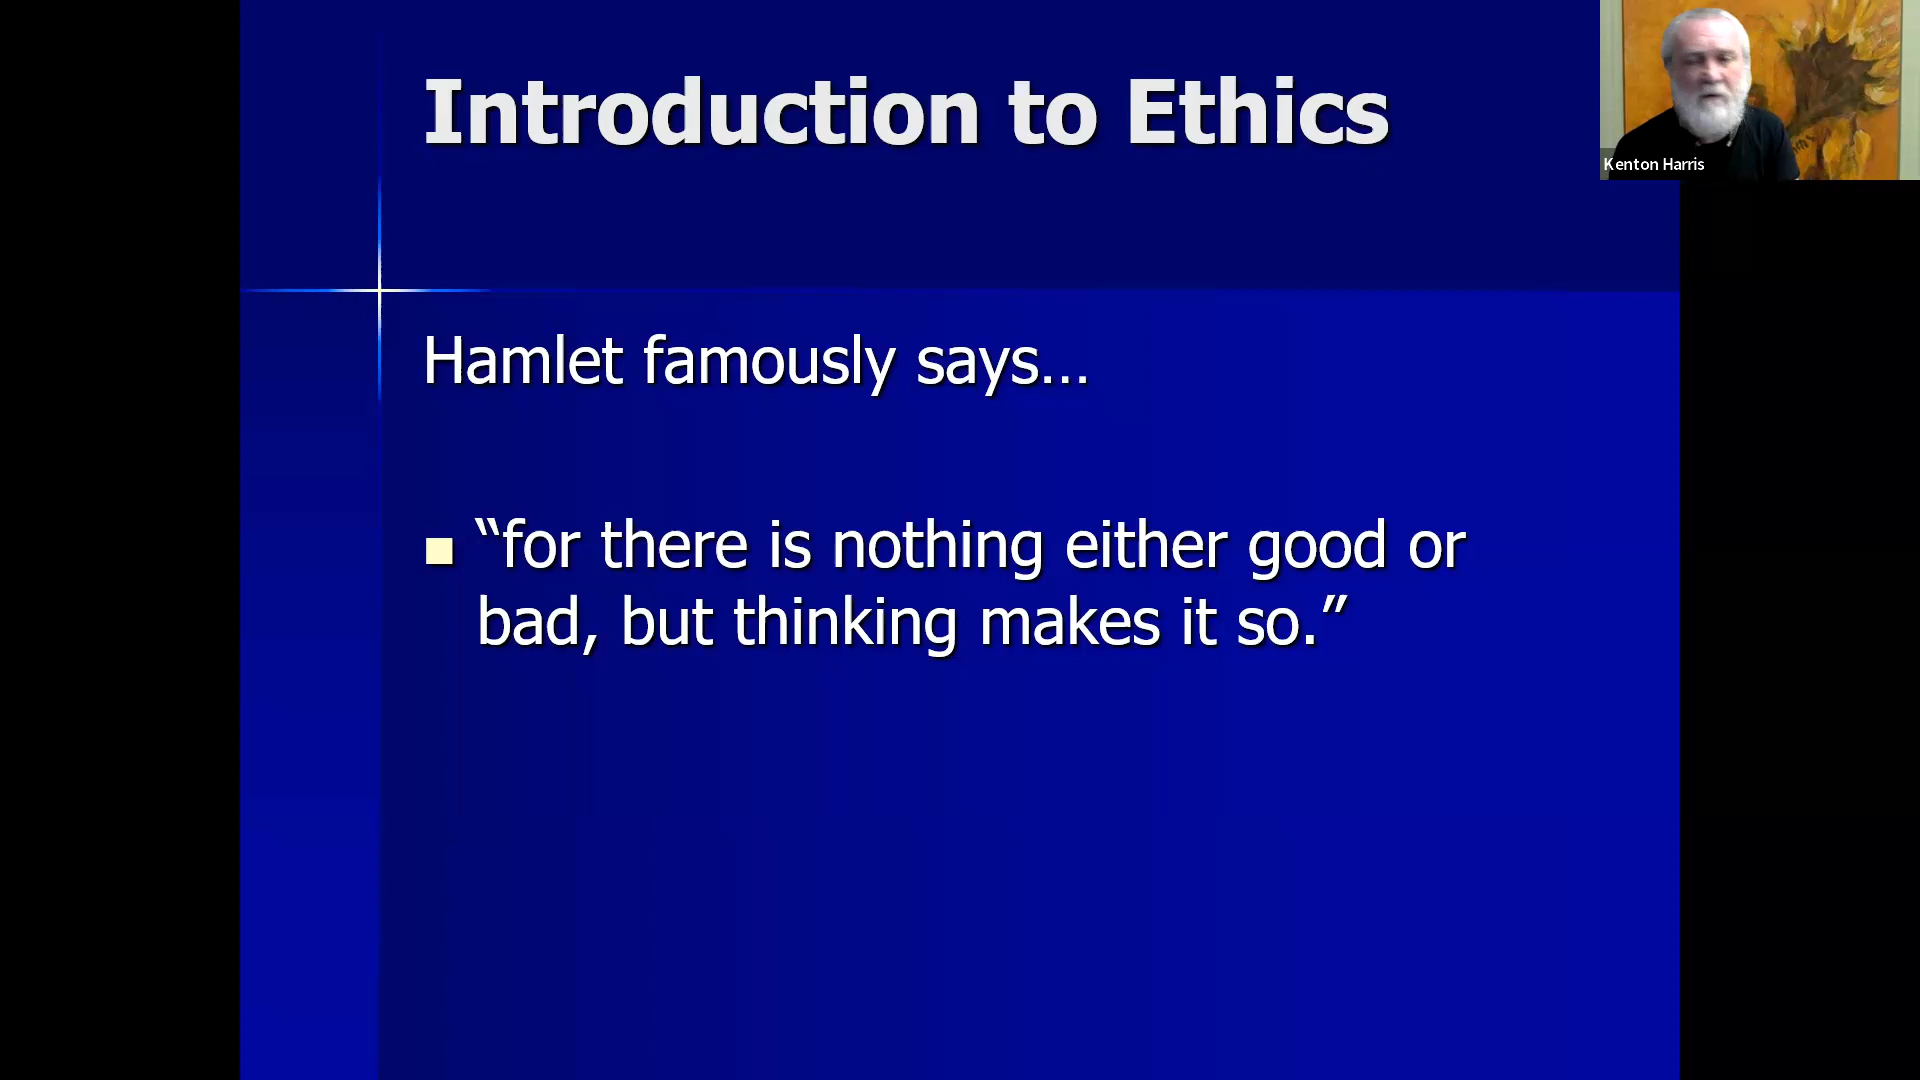 Introduction to Ethics
Kenton Harris
Hamlet famously says…
“for there is nothing either good or
bad, but thinking makes it so.”